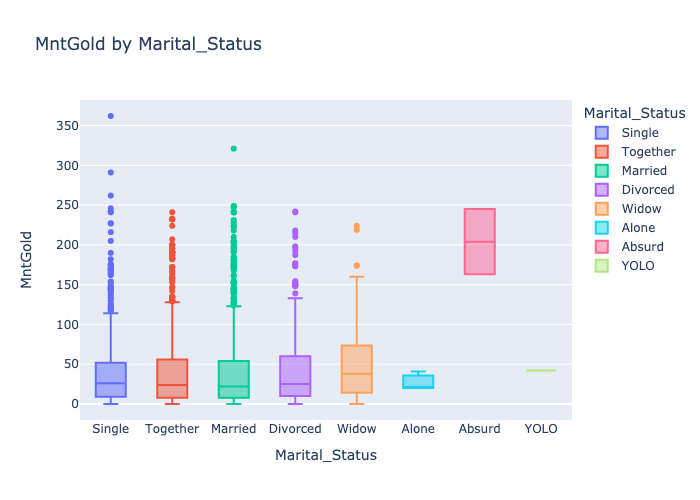 MntGold by Marital_Status
Marital_Status
Single
Together
Married
Divorced
Widow
Alone
Absurd
YOLO
MntGold
350
300
250
200
150
100
50
0
Single Together Married Divorced Widow Alone Absurd YOLO
Marital_Status